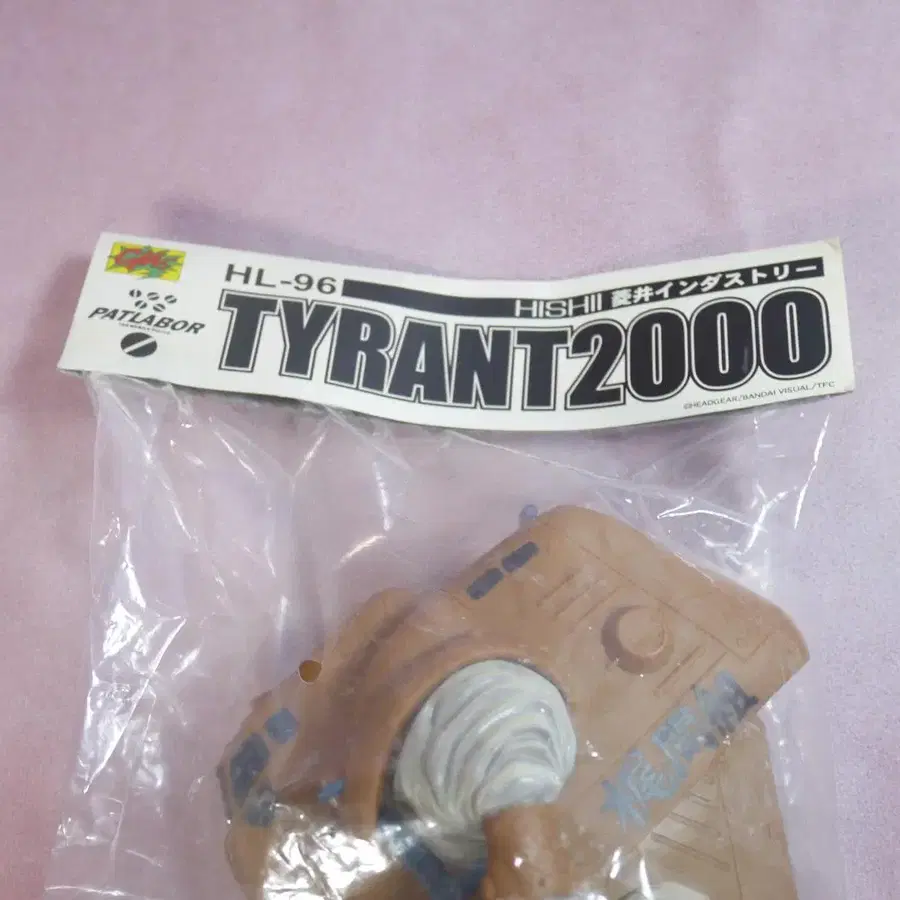 HL-96
HISHII 菱井インダストリー
TYRANT2000
PATLABOR
©HEADGEAR/BANDAI VISUAL/TFC